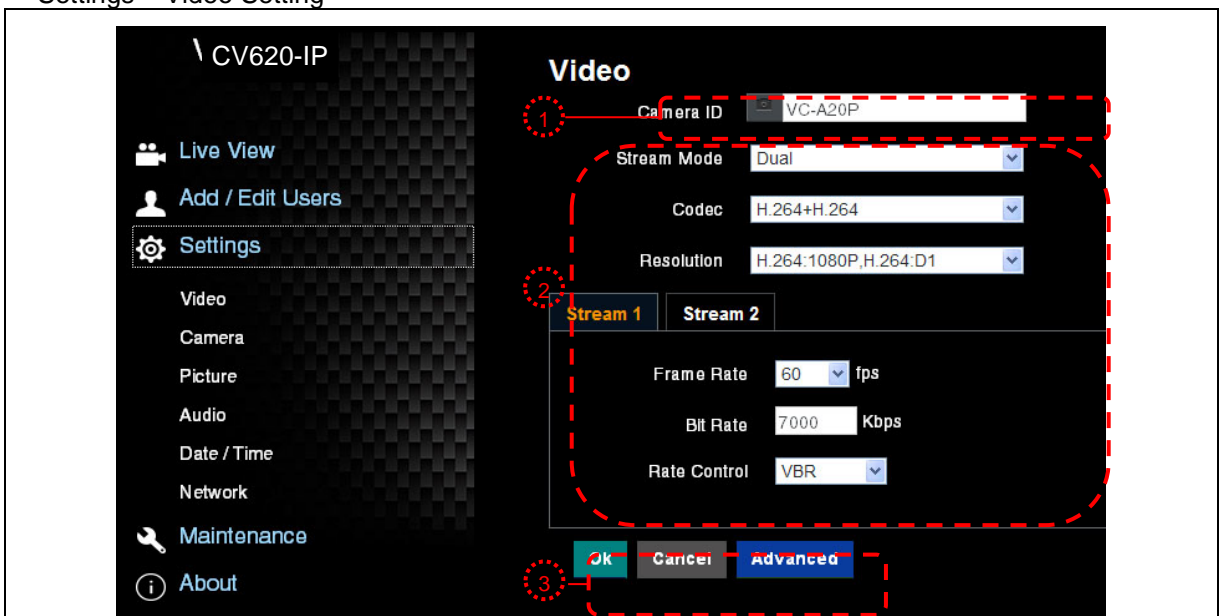 Settings – Video Setting
CV620-IP
Live View
Add / Edit Users
Settings
Video
Camera
Picture
Audio
Date / Time
Network
Maintenance
About
Video
1
Camera ID VC-A20P
Stream Mode Dual
Codec H.264+H.264
Resolution H.264:1080P,H.264:D1
2
Stream 1 Stream 2
Frame Rate 60 fps
Bit Rate 7000 Kbps
Rate Control VBR
Ok Cancel Advanced
3